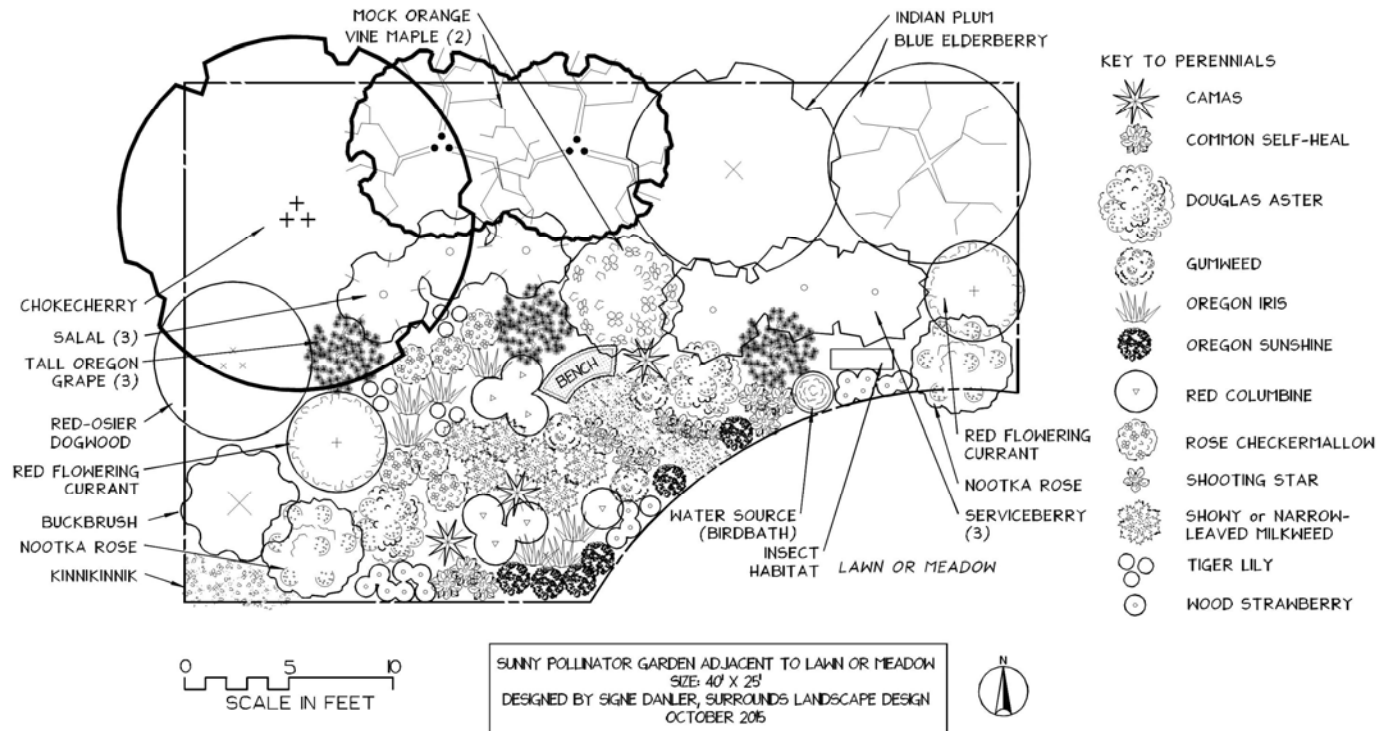 MOCK ORANGE
VINE MAPLE (2)
INDIAN PLUM
BLUE ELDERBERRY
CHOKECHERRY
SALAL (3)
TALL OREGON
GRAPE (3)
RED-OSIER
DOGWOOD
RED FLOWERING
CURRANT
BUCKBRUSH
NOOTKA ROSE
KINNIKINNIK
BENCH
WATER SOURCE
(BIRDBATH)
INSECT
HABITAT
LAWN OR MEADOW
RED FLOWERING
CURRANT
NOOTKA ROSE
SERVICEBERRY
(3)
KEY TO PERENNIALS
CAMAS
COMMON SELF-HEAL
DOUGLAS ASTER
GUMWEED
OREGON IRIS
OREGON SUNSHINE
RED COLUMBINE
ROSE CHECKERMALLOW
SHOOTING STAR
SHOWY or NARROW-
LEAVED MILKWEED
TIGER LILY
WOOD STRAWBERRY
0 5 10
SCALE IN FEET
SUNNY POLLINATOR GARDEN ADJACENT TO LAWN OR MEADOW
SIZE: 40' X 25'
DESIGNED BY SIGNE DANLER, SURROUNDS LANDSCAPE DESIGN
OCTOBER 2015
N